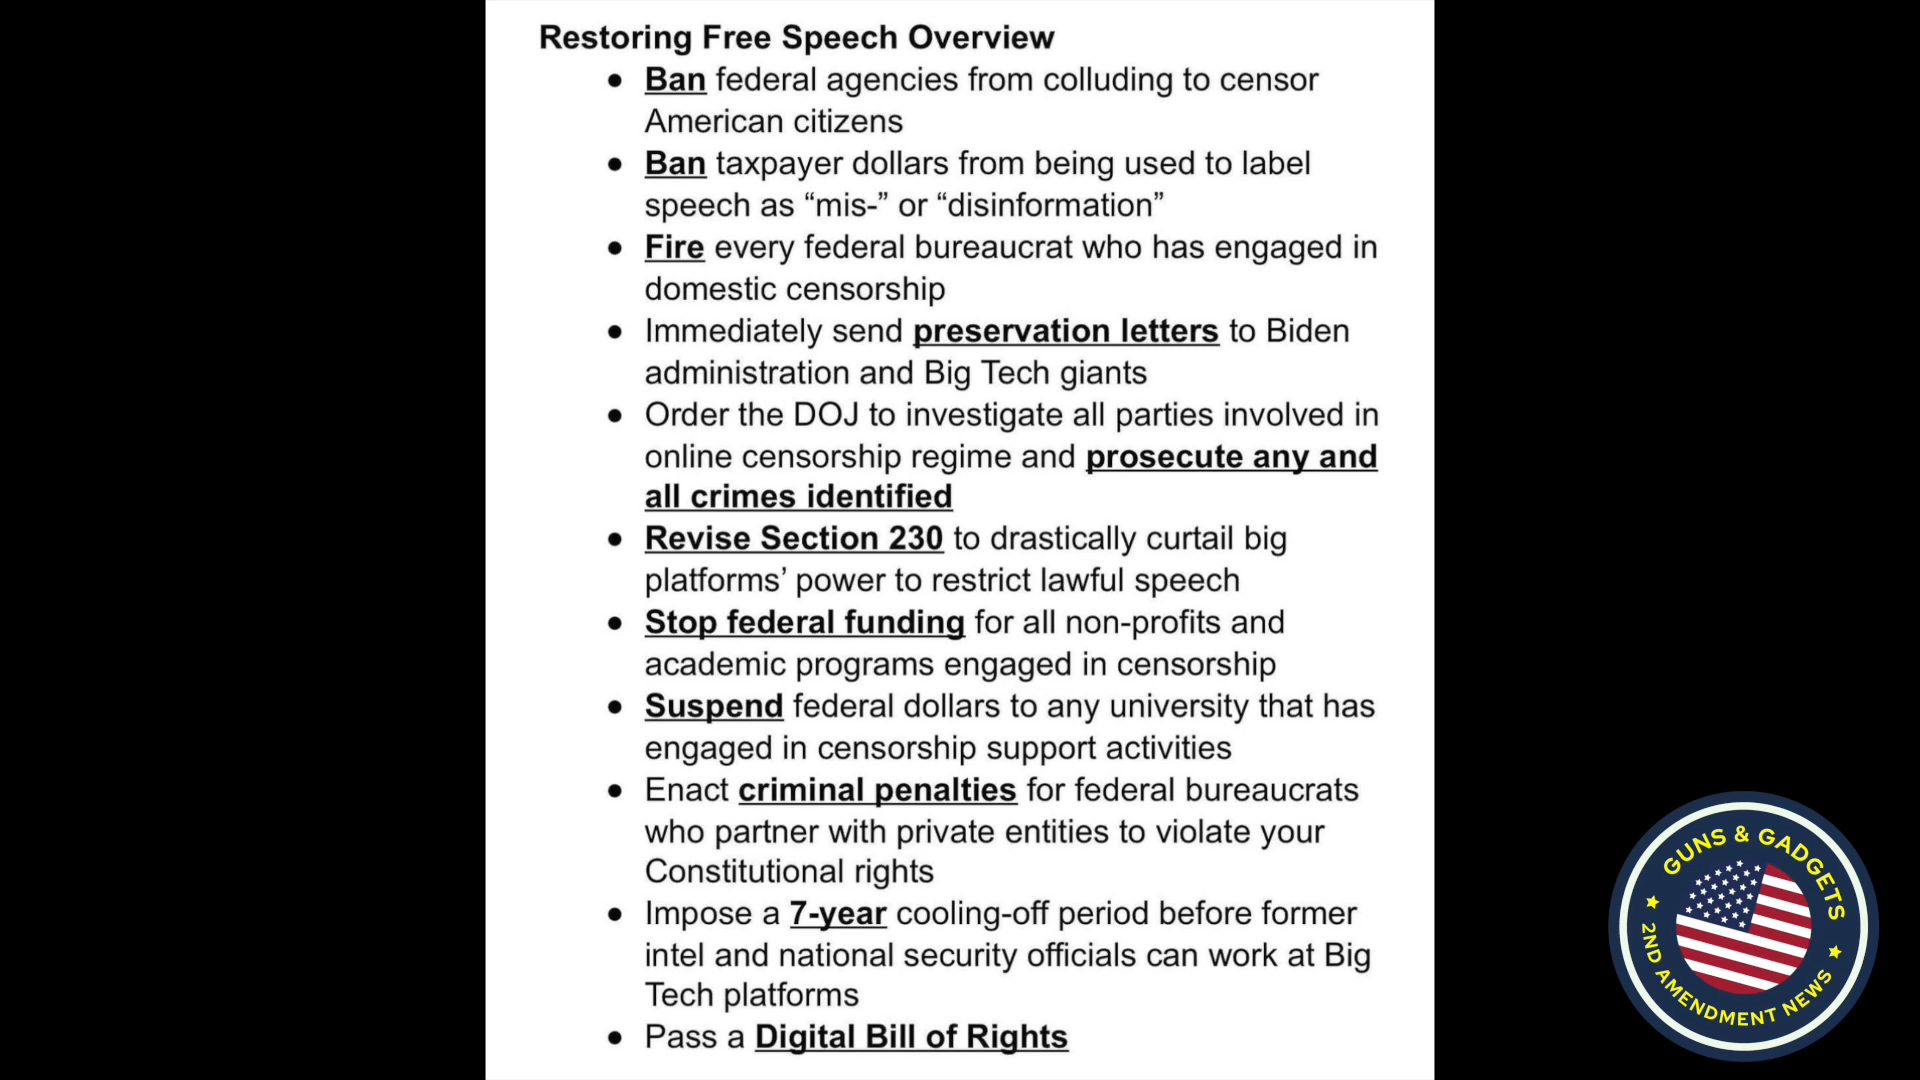 Restoring Free Speech Overview
● Ban federal agencies from colluding to censor
American citizens
● Ban taxpayer dollars from being used to label
speech as “mis-” or “disinformation”
● Fire every federal bureaucrat who has engaged in
domestic censorship
● Immediately send preservation letters to Biden
administration and Big Tech giants
● Order the DOJ to investigate all parties involved in
online censorship regime and prosecute any and
all crimes identified
● Revise Section 230 to drastically curtail big
platforms’ power to restrict lawful speech
● Stop federal funding for all non-profits and
academic programs engaged in censorship
● Suspend federal dollars to any university that has
engaged in censorship support activities
● Enact criminal penalties for federal bureaucrats
who partner with private entities to violate your
Constitutional rights
● Impose a 7-year cooling-off period before former
intel and national security officials can work at Big
Tech platforms
● Pass a Digital Bill of Rights
GUNS & GADGETS
2ND AMENDMENT NEWS